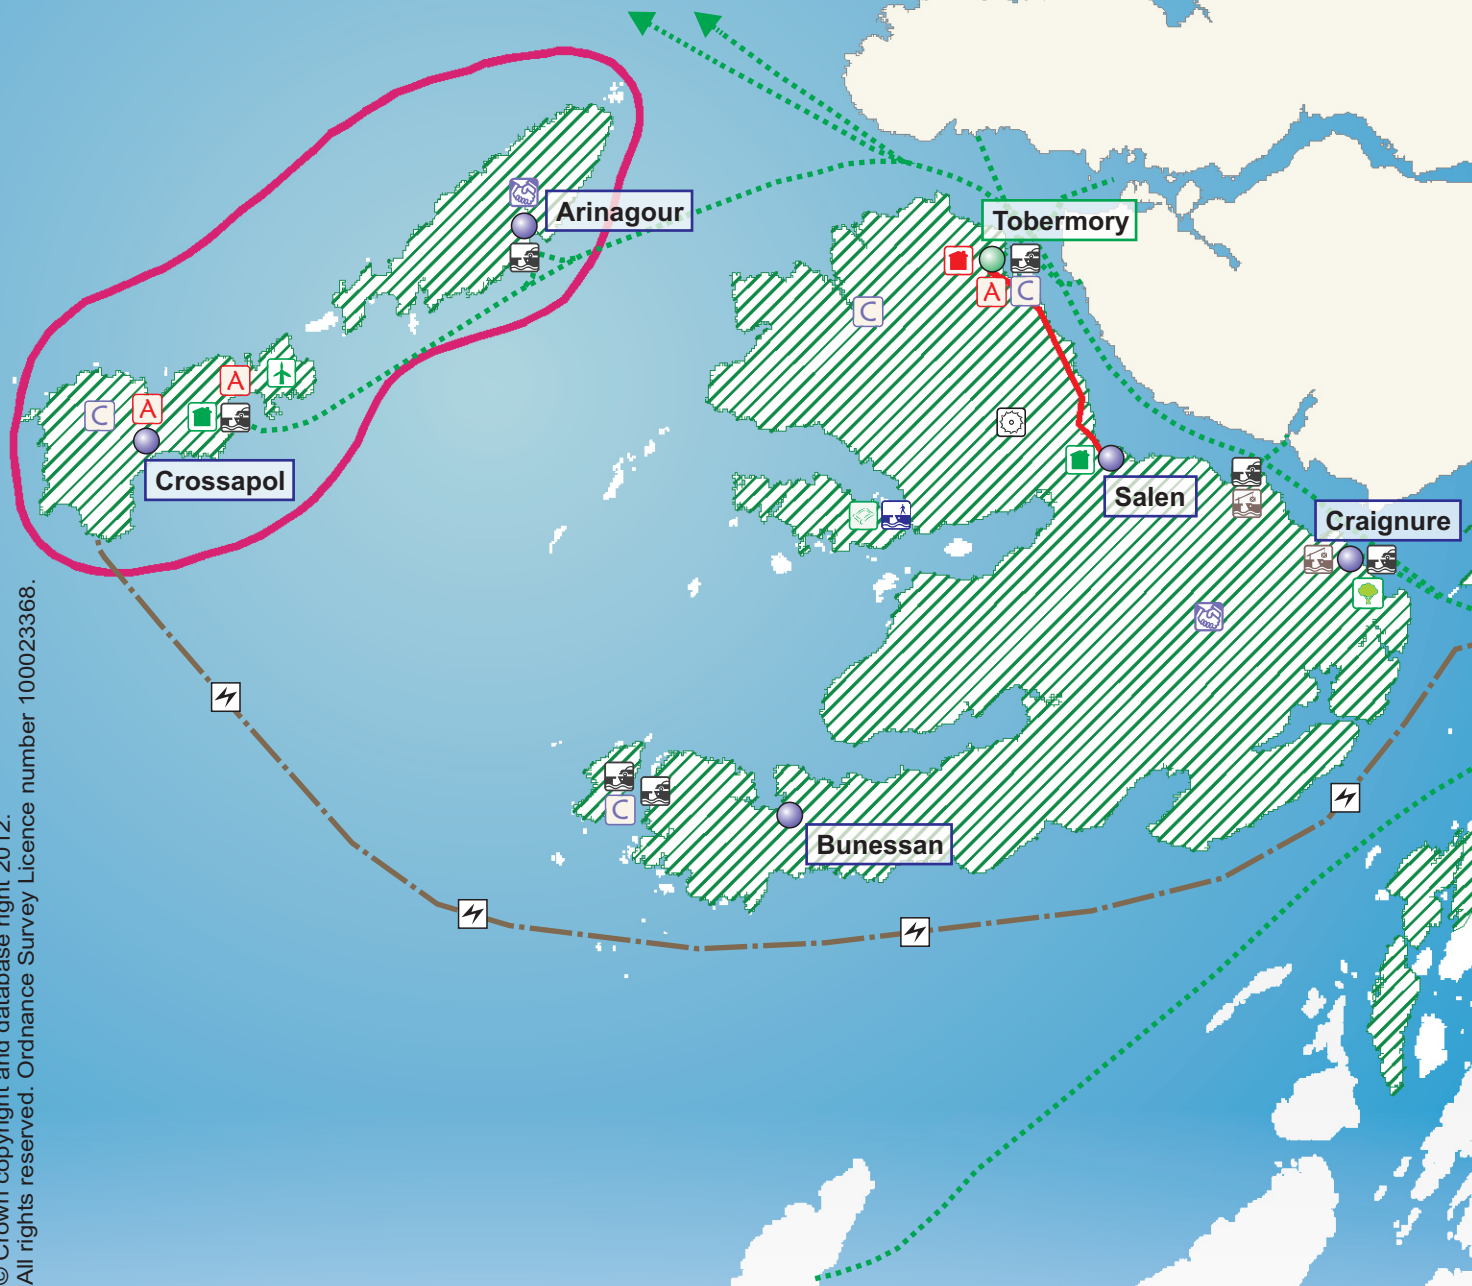 Arinagour
Tobermory
A
C
C
A
A
C
Crossapol
Salen
Craignure
C
Bunessan
© Crown copyright and database right 2012.
All rights reserved. Ordnance Survey Licence number 100023368.